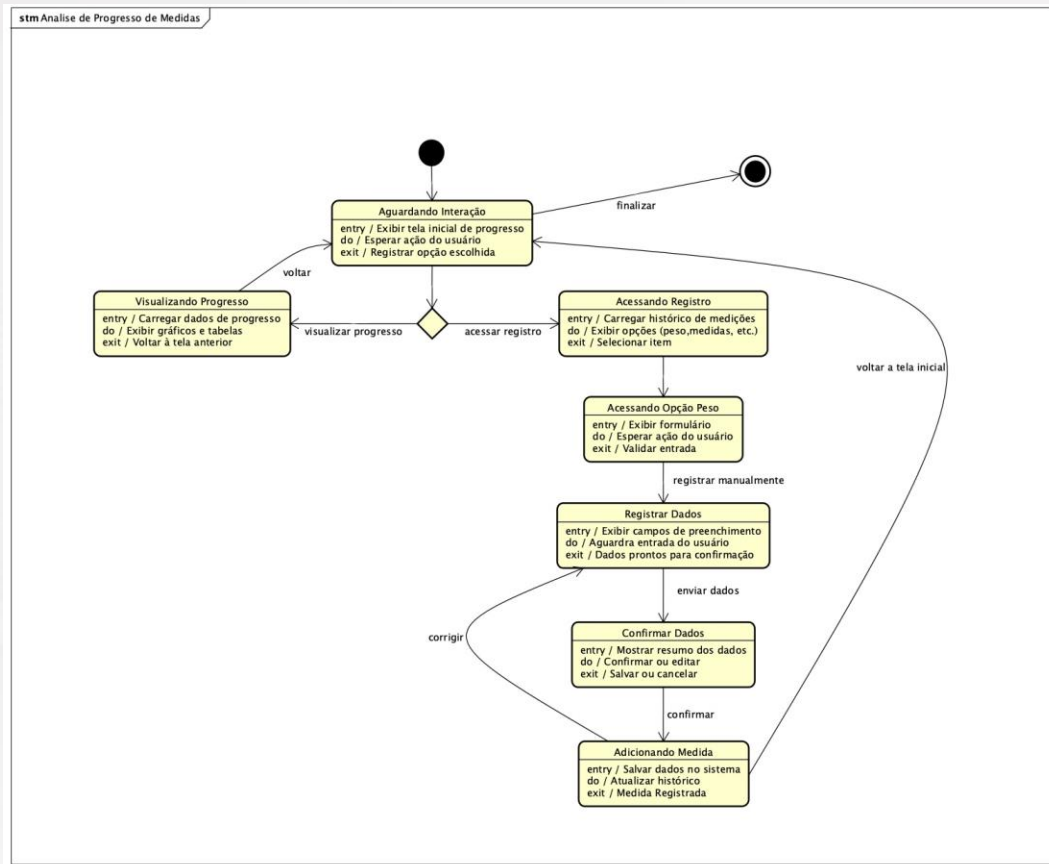 stm Analise de Progresso de Medidas
finalizar
Aguardando Interação
entry / Exibir tela inicial de progresso
do / Esperar ação do usuário
exit / Registrar opção escolhida
voltar
Visualizando Progresso
entry / Carregar dados de progresso
do / Exibir gráficos e tabelas
exit / Voltar à tela anterior
visualizar progresso
acessar registro
Acessando Registro
entry / Carregar histórico de medições
do / Exibir opções (peso,medidas, etc.)
exit / Selecionar item
voltar a tela inicial
Acessando Opção Peso
entry / Exibir formulário
do / Esperar ação do usuário
exit / Validar entrada
registrar manualmente
Registrar Dados
entry / Exibir campos de preenchimento
do / Aguardra entrada do usuário
exit / Dados prontos para confirmação
enviar dados
corrigir
Confirmar Dados
entry / Mostrar resumo dos dados
do / Confirmar ou editar
exit / Salvar ou cancelar
confirmar
Adicionando Medida
entry / Salvar dados no sistema
do / Atualizar histórico
exit / Medida Registrada